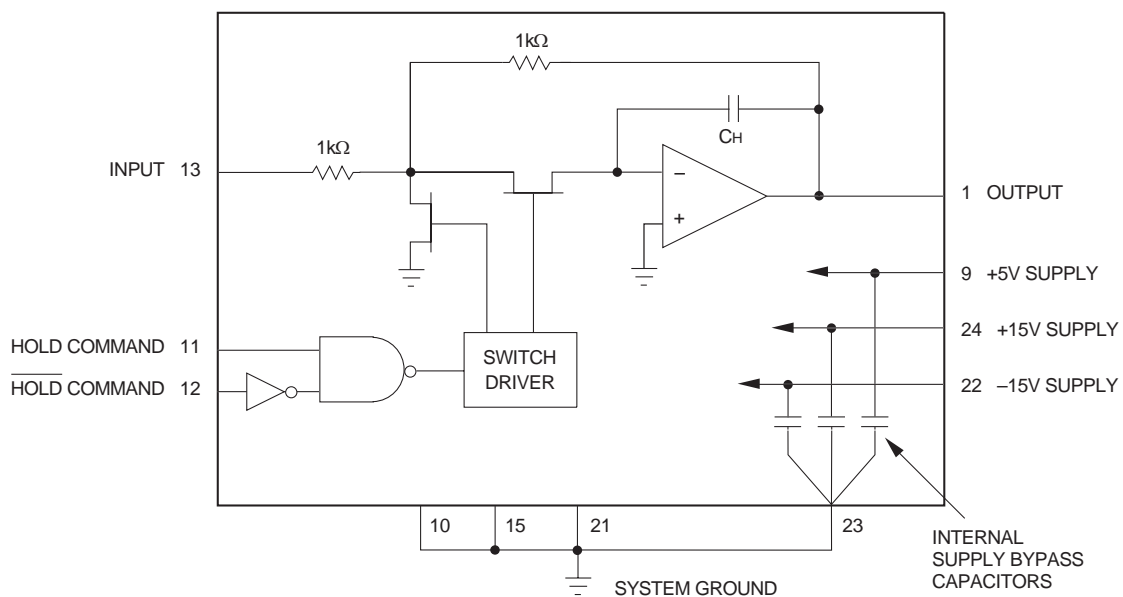 1kΩ
CH
1kΩ
INPUT 13
1 OUTPUT
9 +5V SUPPLY
24 +15V SUPPLY
22 –15V SUPPLY
HOLD COMMAND 11
HOLD COMMAND 12
SWITCH
DRIVER
10
15
21
23
SYSTEM GROUND
INTERNAL
SUPPLY BYPASS
CAPACITORS